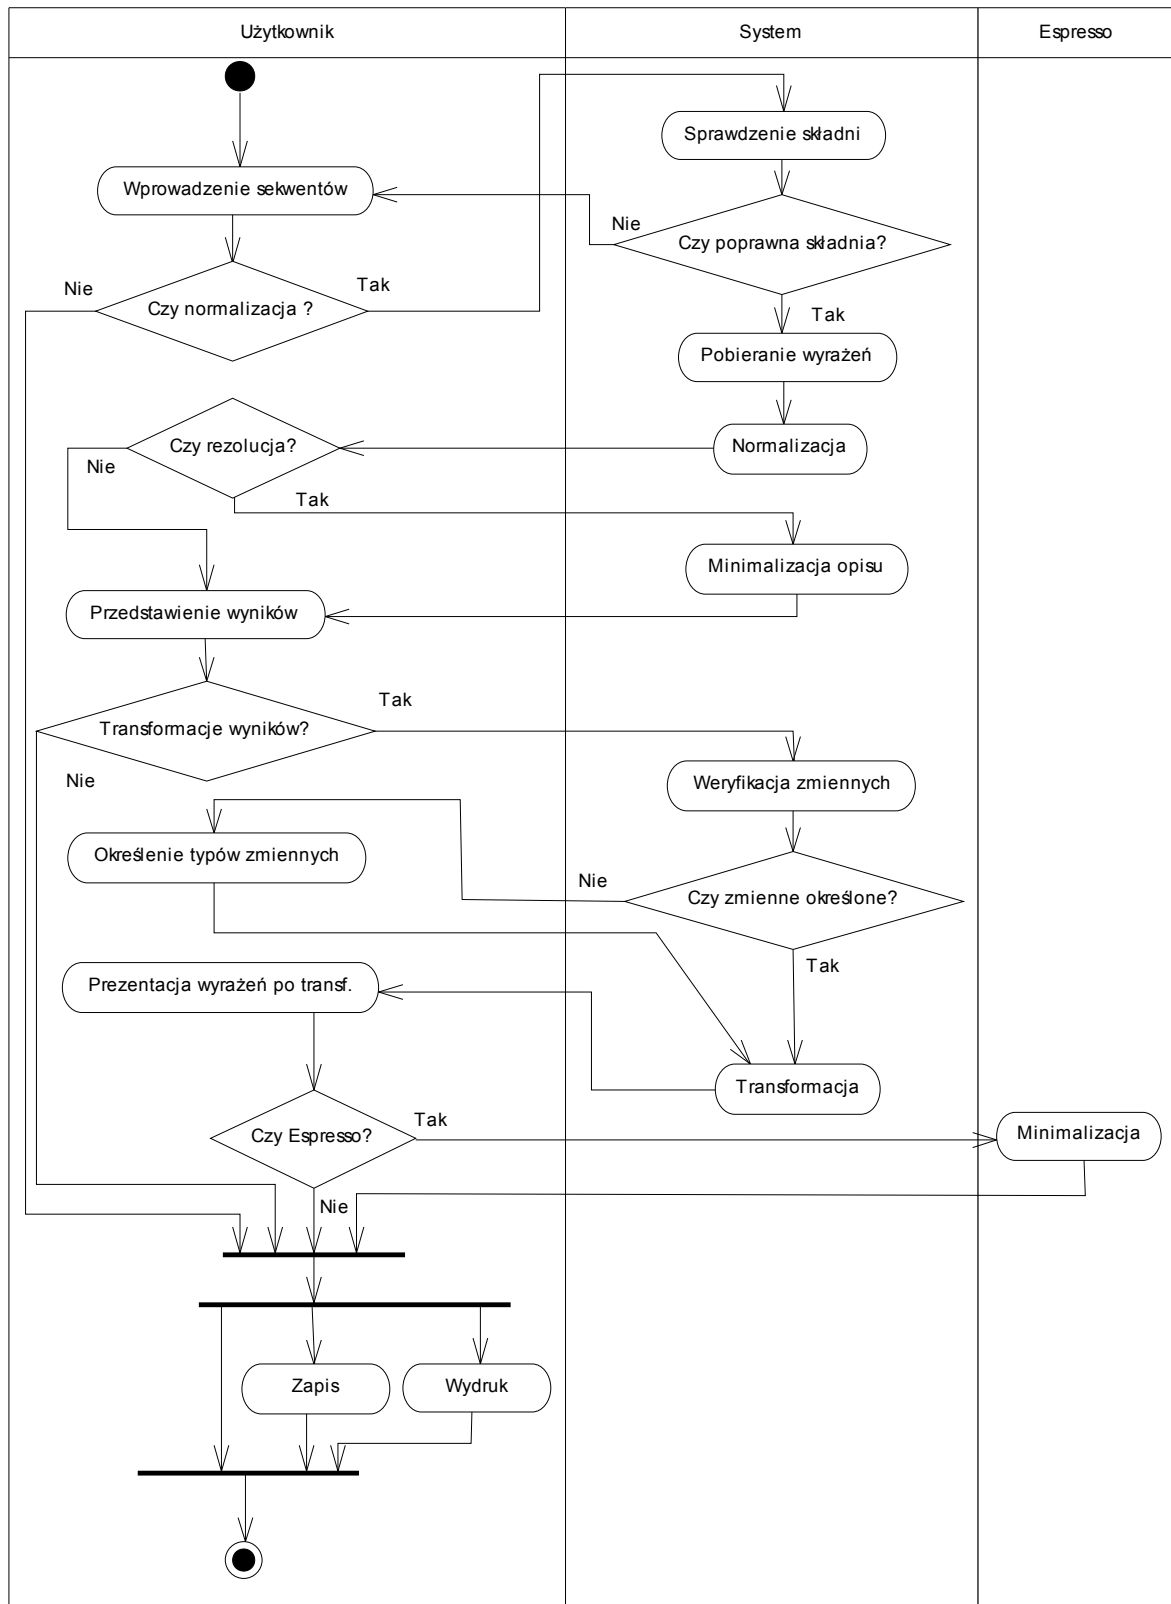 Użytkownik
System
Espresso
Sprawdzenie składni
Wprowadzenie sekwentów
Nie
Czy poprawna składnia?
Nie
Tak
Czy normalizacja ?
Tak
Pobieranie wyrażeń
Czy rezolucja?
Normalizacja
Nie
Tak
Minimalizacja opisu
Przedstawienie wyników
Tak
Transformacje wyników?
Nie
Weryfikacja zmiennych
Określenie typów zmiennych
Nie
Czy zmienne określone?
Tak
Prezentacja wyrażeń po transf.
Transformacja
Tak
Czy Espresso?
Minimalizacja
Nie
Zapis
Wydruk